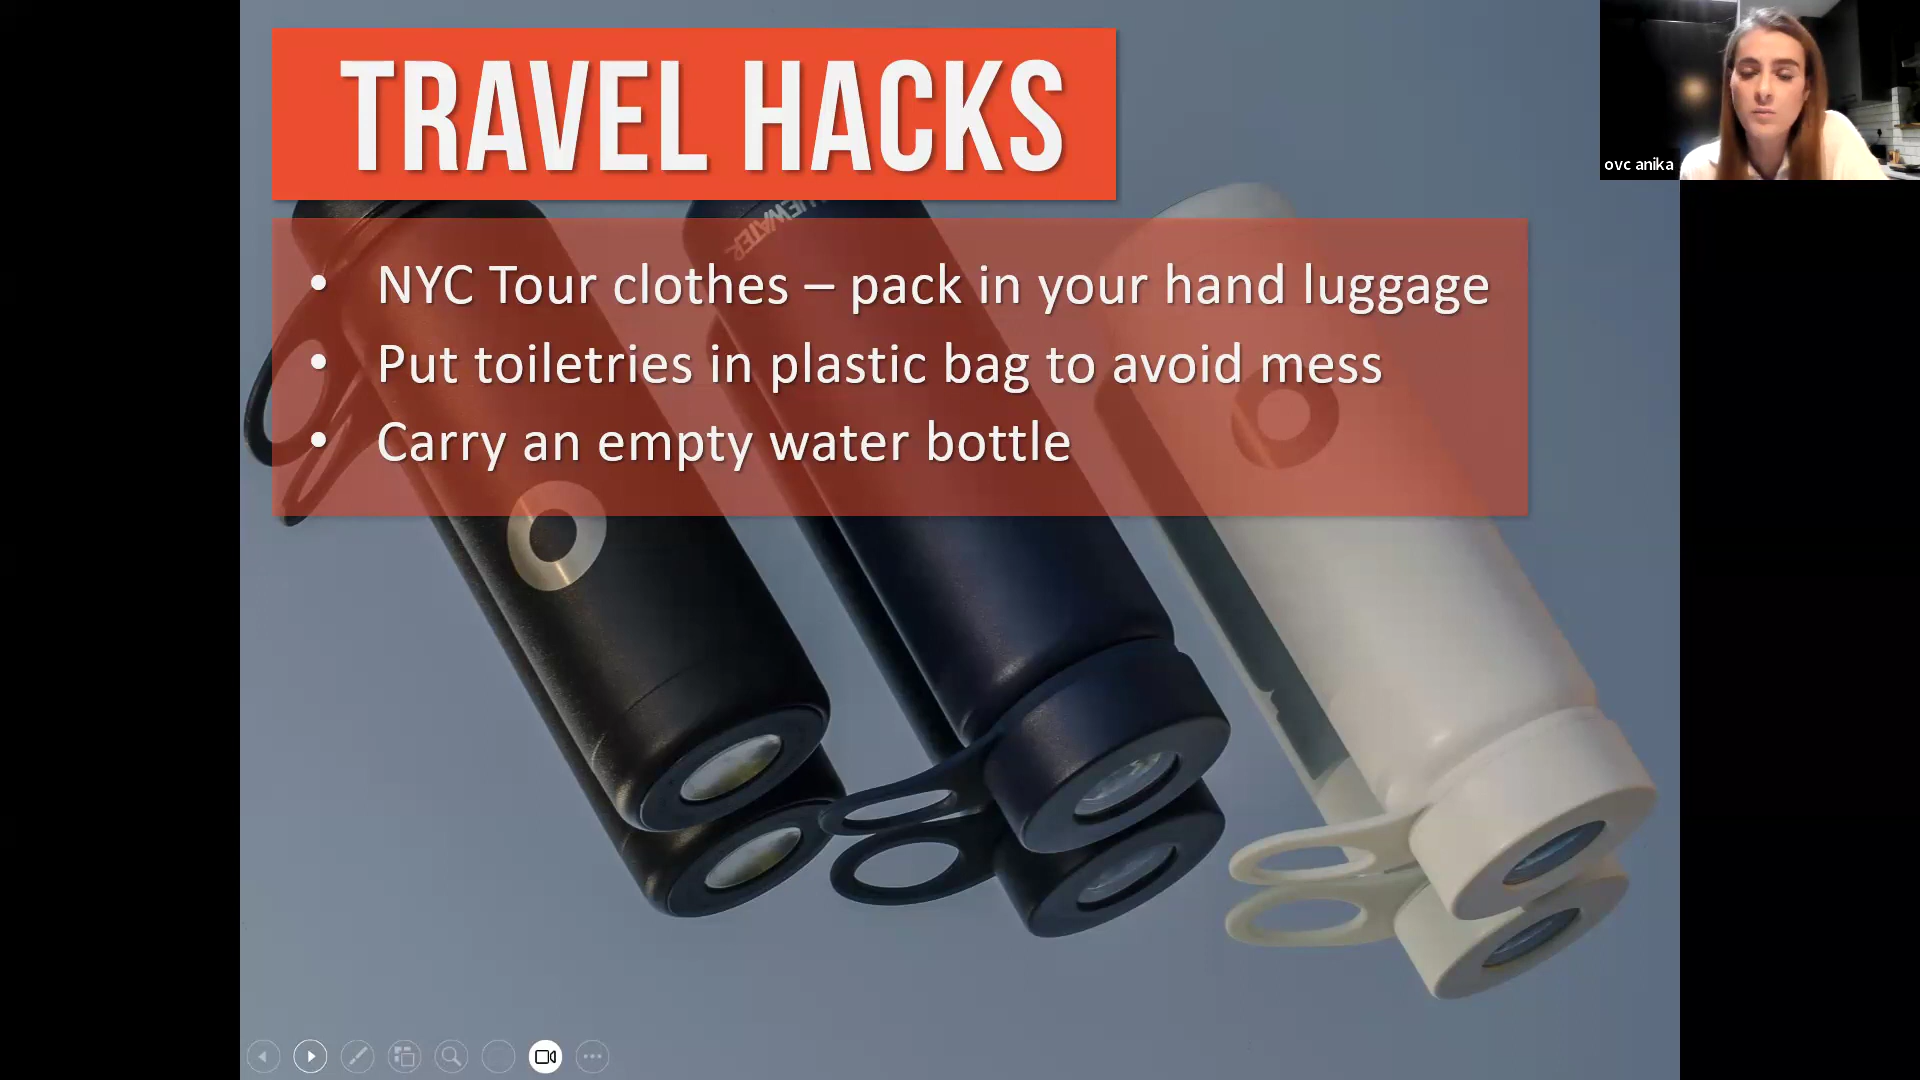 TRAVEL HACKS
ovc anika
• NYC Tour clothes – pack in your hand luggage
• Put toiletries in plastic bag to avoid mess
• Carry an empty water bottle